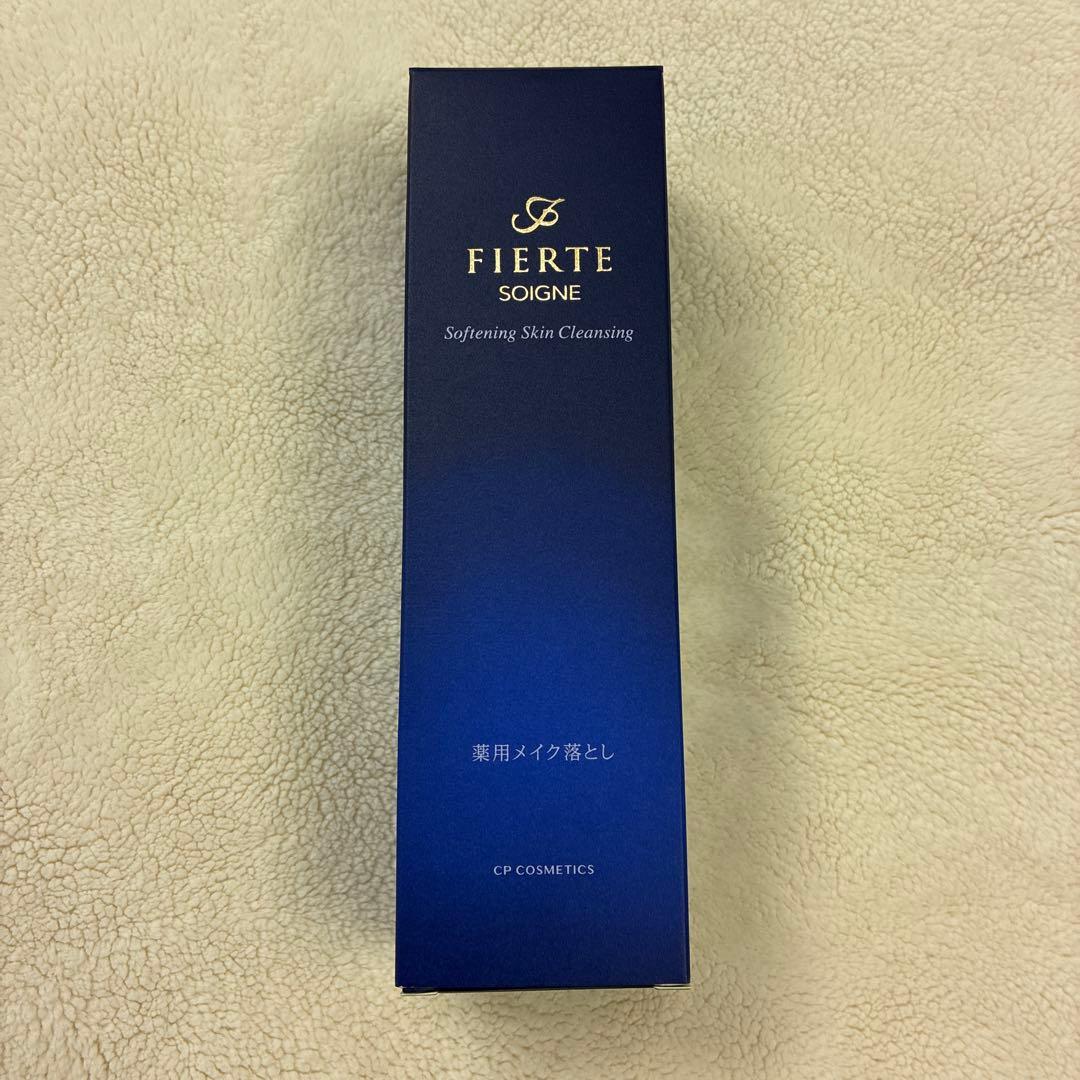 FIERTE
SOIGNE
Softening Skin Cleansing
薬用メイク落とし
CP COSMETICS